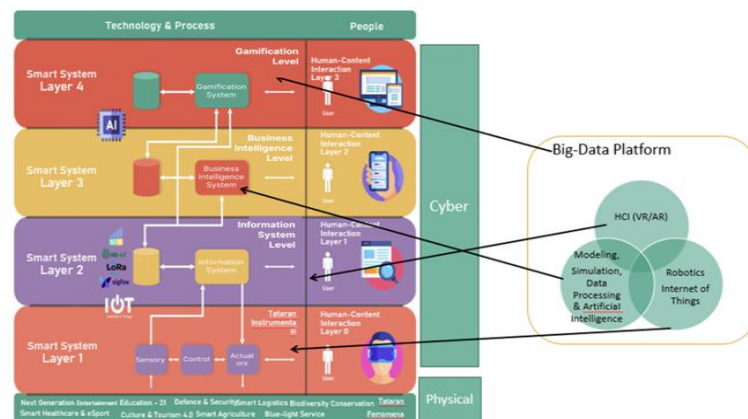 Technology & Process
People
Gamification
Level
Smart System
Layer 4
Gamification
System
AI
Human-Content
Interaction
Layer 3
User
Business
Intelligence
Level
Smart System
Layer 3
Business
Intelligence
System
Human-Content
Interaction
Layer 2
User
Information
System
Level
Smart System
Layer 2
LoRa
sigfox
IOT
Information
System
Human-Content
Interaction
Layer 1
User
Tataran
Instrumenta
si
Smart System
Layer 1
Sensory
Control
Actuat
ors
Human-Content
Interaction
Layer 0
User
Cyber
Physical
Next Generation Entertainment Education - 21 Defence & Security Smart Logistics Biodiversity Conservation Tataran
Smart Healthcare & eSport Culture & Tourism 4.0 Smart Agriculture Blue-light Service Femomena
Big-Data Platform
HCI (VR/AR)
Modeling,
Simulation, Data
Processing
& Artificial
Intelligence
Robotics
Internet of
Things